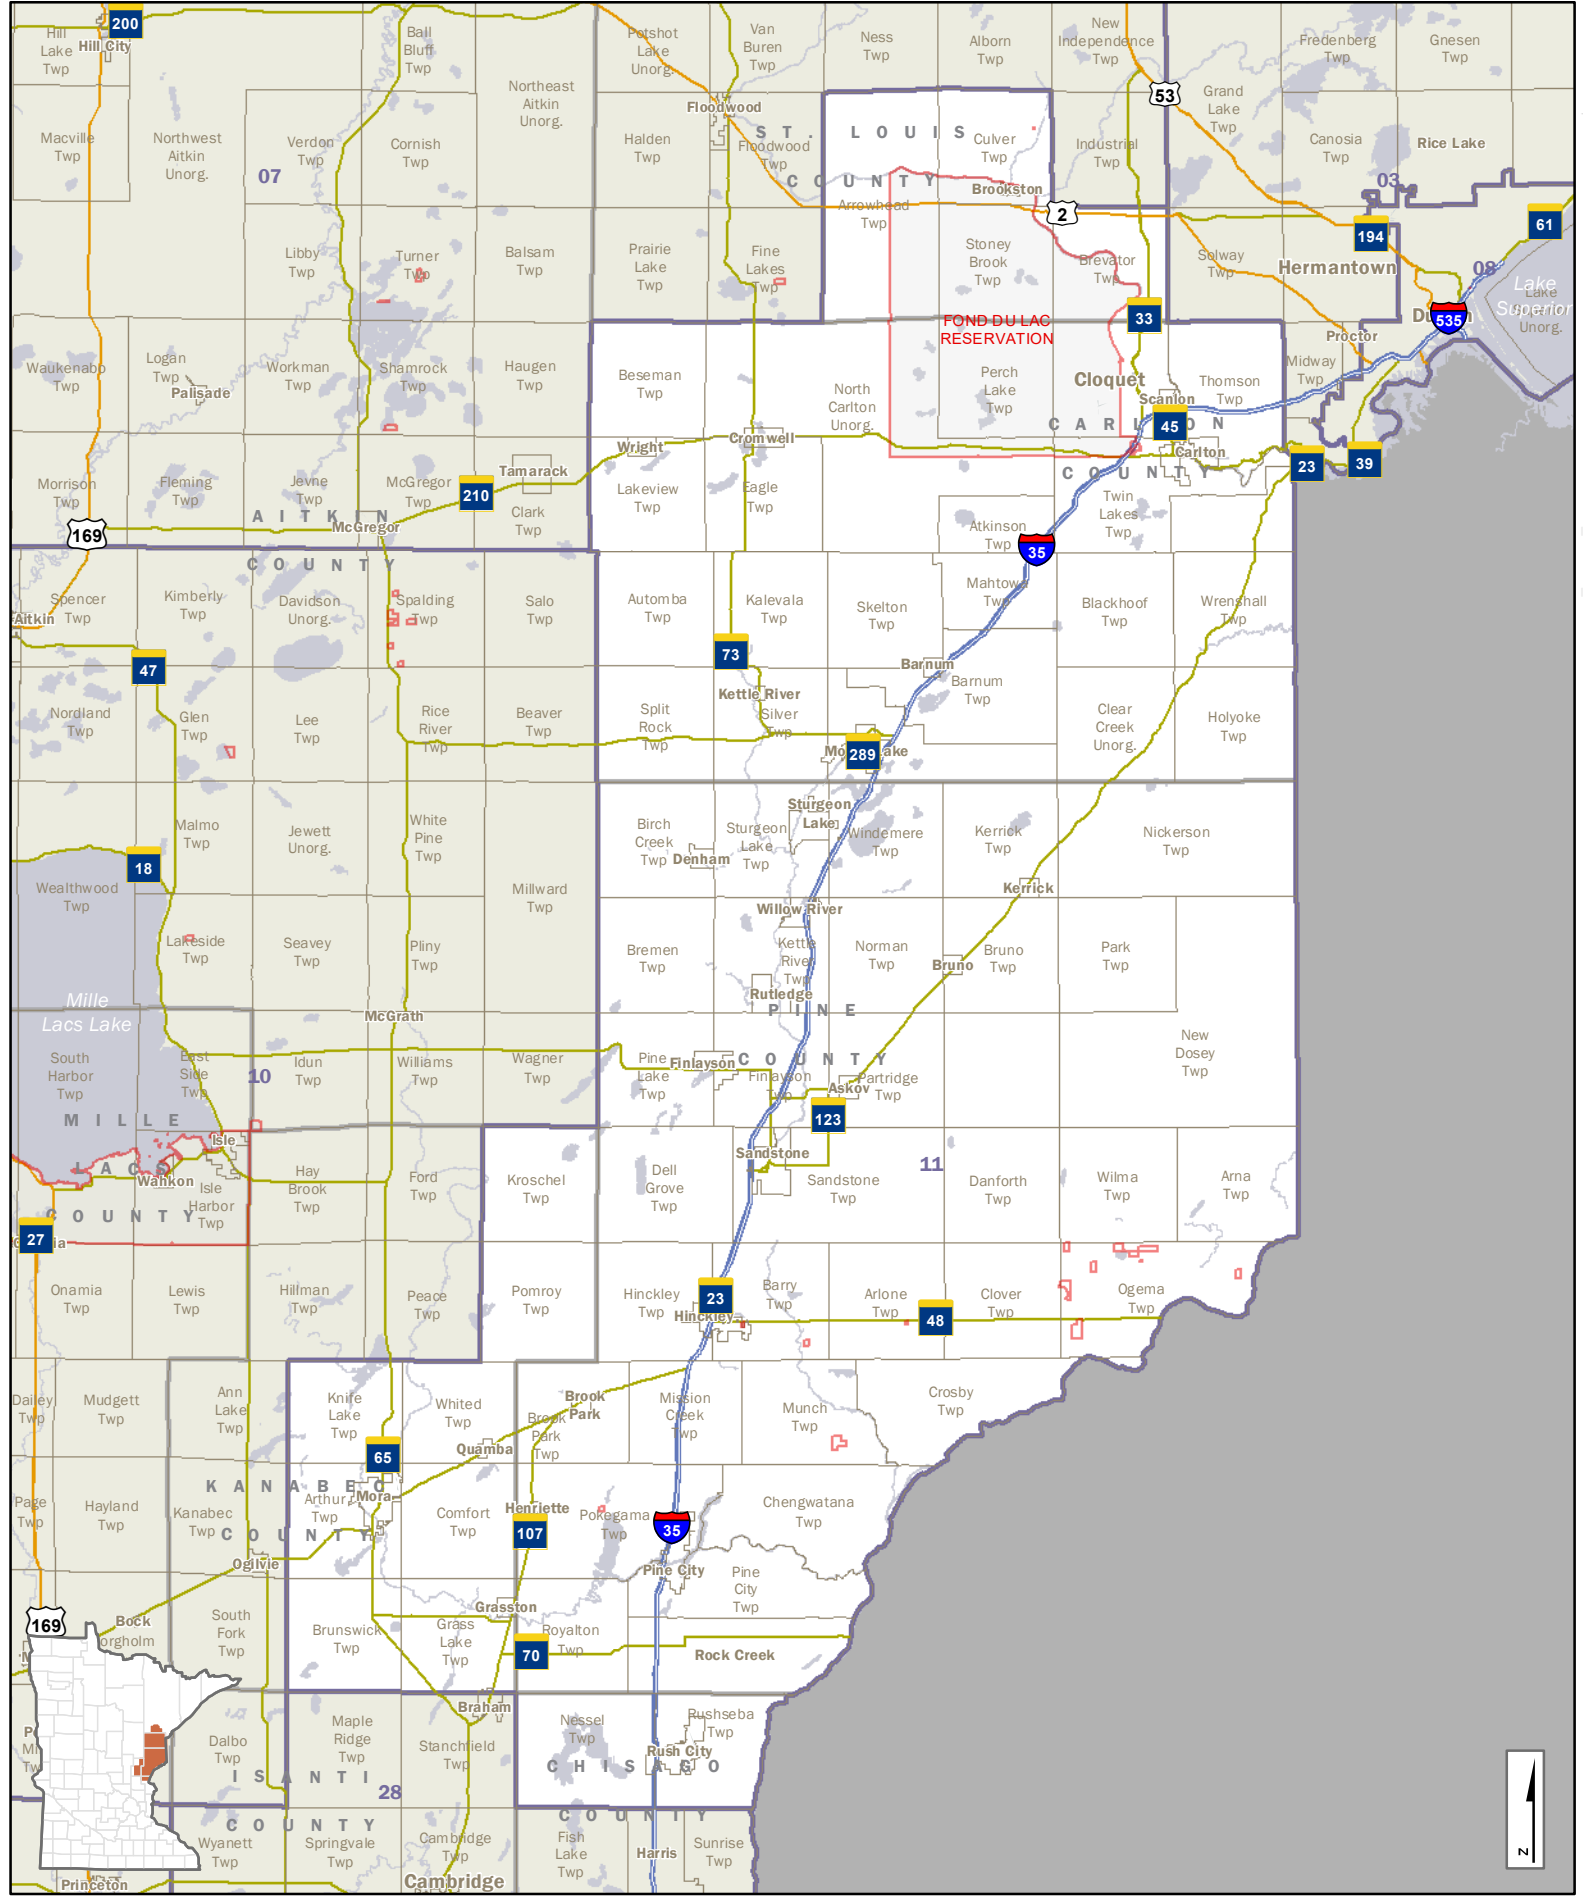 200
Hill
Lake
Twp
Hill City
Ball
Bluff
Twp
Potshot
Lake
Unorg.
Van
Buren
Twp
Ness
Twp
Alborn
Twp
New
Independence
Twp
Fredenberg
Twp
Gnesen
Twp
53
Northeast
Aitkin
Unorg.
Floodwood
Grand
Lake
Twp
Macville
Twp
Northwest
Aitkin
Unorg.
Verdon
Twp
Cornish
Twp
07
Halden
Twp
ST. LOUIS
COUNTY
Floodwood
Twp
Culver
Twp
Industrial
Twp
Canosia
Twp
Rice Lake
03
Brookston
Arrowhead
Twp
2
194
61
Libby
Twp
Turner
Twp
Balsam
Twp
Prairie
Lake
Twp
Fine
Lakes
Twp
Stoney
Brook
Twp
Brevator
Twp
Solway
Twp
Hermantown
08
Lake
Superior
Lake
Unorg.
FOND DU LAC
RESERVATION
33
535
Proctor
Waukenabo
Twp
Logan
Twp
Palisade
Workman
Twp
Shamrock
Twp
Haugen
Twp
Beseman
Twp
North
Carlton
Unorg.
Perch
Lake
Twp
Cloquet
Scanlon
Thomson
Twp
Midway
Twp
45
COUNTY
Wright
Cromwell
Carlton
23
39
Morrison
Twp
Fleming
Twp
Jevne
Twp
McGregor
Twp
210
Tamarack
Clark
Twp
Lakeview
Twp
Eagle
Twp
Atkinson
Twp
Twin
Lakes
Twp
AITKIN
COUNTY
McGregor
169
35
Aitkin
Spencer
Twp
Kimberly
Twp
Davidson
Unorg.
Spalding
Twp
Salo
Twp
Automba
Twp
Kalevala
Twp
Skelton
Twp
Mahtowa
Twp
Blackhoof
Twp
Wrenshall
Twp
47
73
Barnum
Barnum
Twp
Kettle River
Silver
Twp
Nordland
Twp
Glen
Twp
Lee
Twp
Rice
River
Twp
Beaver
Twp
Split
Rock
Twp
289
Clear
Creek
Unorg.
Holyoke
Twp
Sturgeon
Lake
Malmo
Twp
Jewett
Unorg.
White
Pine
Twp
Birch
Creek
Twp
Denham
Sturgeon
Lake
Twp
Windemere
Twp
Kerrick
Twp
Nickerson
Twp
18
Wealthwood
Twp
Millward
Twp
Kerrick
Willow River
Lakeside
Twp
Seavey
Twp
Pliny
Twp
Bremen
Twp
Kettle
River
Twp
Norman
Twp
Bruno
Bruno
Twp
Park
Twp
Rutledge
Mille
Lacs Lake
McGrath
PINE
COUNTY
New
Dosey
Twp
South
Harbor
Twp
East
Side
Twp
10
Idun
Twp
Williams
Twp
Wagner
Twp
Pine
Lake
Twp
Finlayson
Finlayson
Twp
Askov
Partridge
Twp
123
MILLE
LACS
COUNTY
Isle
Wahkon
Isle
Harbor
Twp
Hay
Brook
Twp
Ford
Twp
Kroschel
Twp
Dell
Grove
Twp
Sandstone
Sandstone
Twp
11
Danforth
Twp
Wilma
Twp
Arna
Twp
27
Onamia
Twp
Lewis
Twp
Hillman
Twp
Peace
Twp
Pomroy
Twp
Hinckley
Twp
23
Hinckley
Barry
Twp
Arlone
Twp
48
Clover
Twp
Ogema
Twp
Dailey
Twp
Mudgett
Twp
Ann
Lake
Twp
Knife
Lake
Twp
Whited
Twp
Brook
Park
Brook
Park
Twp
Mission
Creek
Twp
Munch
Twp
Crosby
Twp
65
Quamba
KANABEC
COUNTY
Page
Twp
Hayland
Twp
Kanabec
Twp
Arthur
Twp
Mora
Comfort
Twp
Henriette
107
Pokegama
Twp
35
Chengwatana
Twp
Ogilvie
Pine City
Pine
City
Twp
169
Bock
South
Fork
Twp
Brunswick
Twp
Grasston
Grass
Lake
Twp
Royalton
Twp
70
Rock Creek
Braham
Dalbo
Twp
Maple
Ridge
Twp
Stanchfield
Twp
Nessel
Twp
Rushseba
Twp
Rush City
ISANTI
COUNTY
28
CHISAGO
COUNTY
Wyanett
Twp
Springvale
Twp
Cambridge
Twp
Fish
Lake
Twp
Harris
Sunrise
Twp
Princeton
Cambridge
N